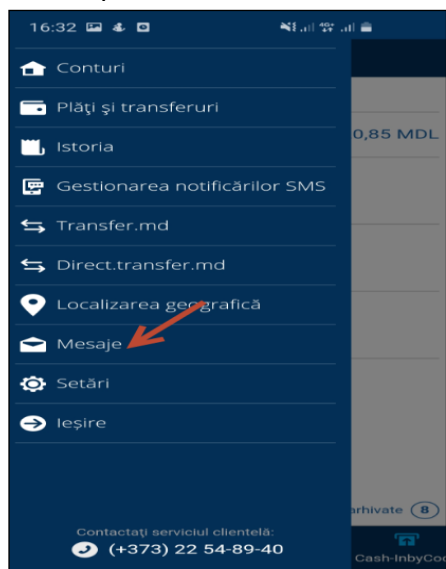 16:32
Conturi
Plăţi şi transferuri
0,85 MDL
Istoria
Gestionarea notificărilor SMS
Transfer.md
Direct.transfer.md
Localizarea geografică
Mesaje
Setări
Ieşire
arhivate 8
Contactaţi serviciul clientelă:
(+373) 22 54-89-40
Cash-InbyCod